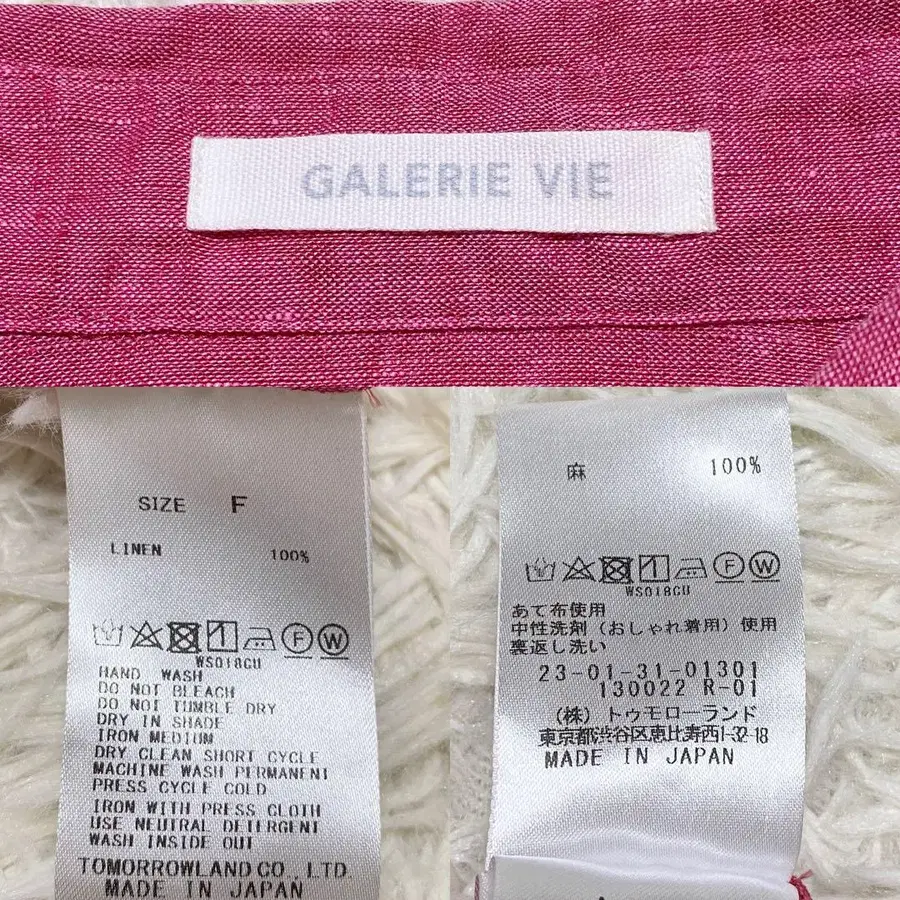 GALERIE VIE
SIZE F
LINEN 100%
WS018GU
HAND WASH
DO NOT BLEACH
DO NOT TUMBLE DRY
DRY IN SHADE
IRON MEDIUM
DRY CLEAN SHORT CYCLE
MACHINE WASH PERMANENT
PRESS CYCLE COLD
IRON WITH PRESS CLOTH
USE NEUTRAL DETERGENT
WASH INSIDE OUT
TOMORROWLAND CO., LTD.
MADE IN JAPAN
麻 100%
F W
WS018GU
あて布使用
中性洗剤(おしゃれ着用)使用
裏返し洗い
23-01-31-01301
130022 R-01
(株)トゥモローランド
東京都渋谷区恵比寿西1-32-18
MADE IN JAPAN